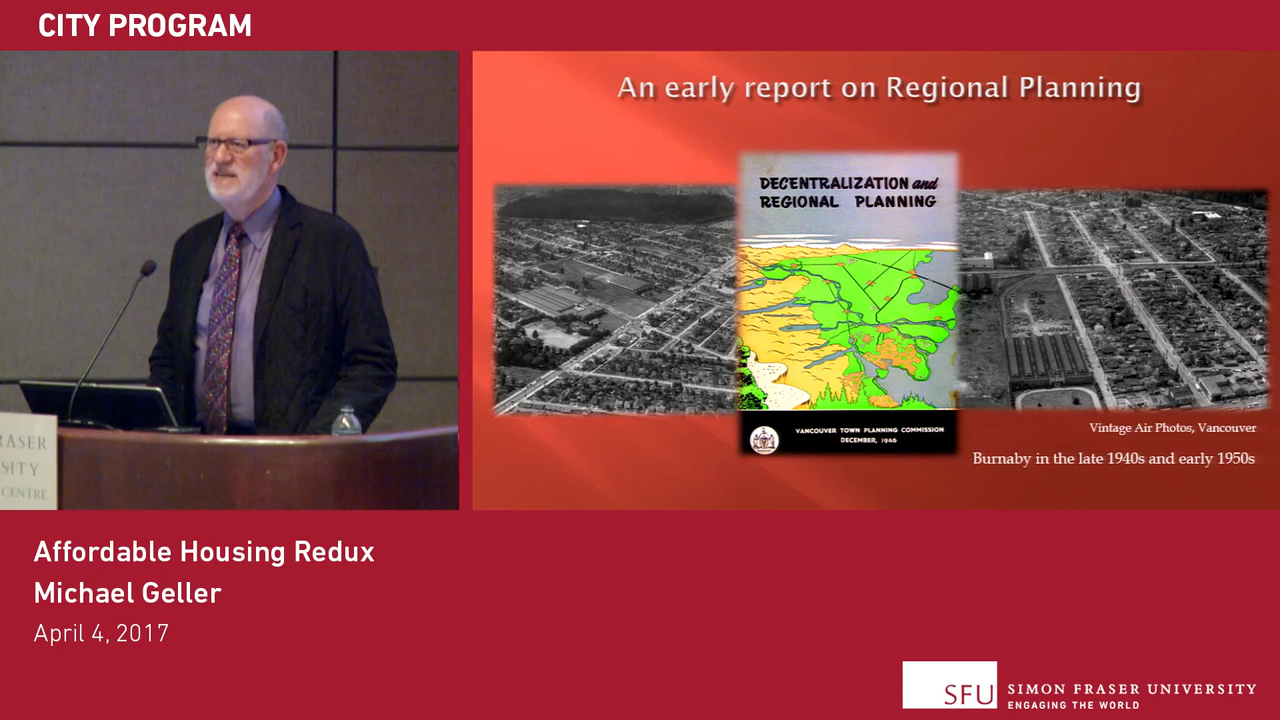 CITY PROGRAM
An early report on Regional Planning
DECENTRALIZATION and
REGIONAL PLANNING
VANCOUVER TOWN PLANNING COMMISSION
DECEMBER, 1946
Vintage Air Photos, Vancouver
Burnaby in the late 1940s and early 1950s
RASER
SITY
CENTRE
Affordable Housing Redux
Michael Geller
April 4, 2017
SFU
SIMON FRASER UNIVERSITY
ENGAGING THE WORLD